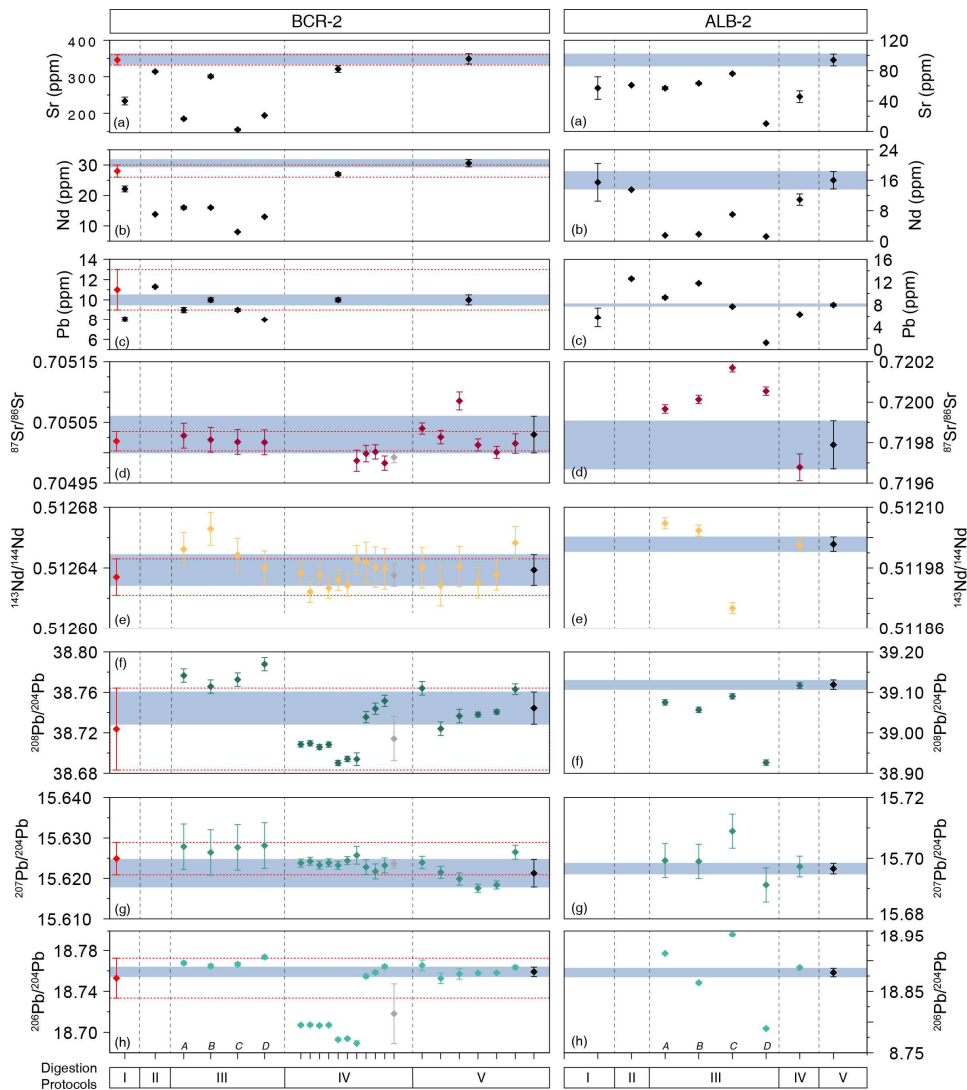 BCR-2 ALB-2
400
300
200
Sr (ppm)
(a)
120
80
40
0
Sr (ppm)
(a)
30
20
10
Nd (ppm)
(b)
24
16
8
0
Nd (ppm)
(b)
14
12
10
8
6
Pb (ppm)
(c)
16
12
8
4
0
Pb (ppm)
(c)
0.70515
0.70505
0.70495
⁸⁷Sr/⁸⁶Sr
(d)
0.7202
0.7200
0.7198
0.7196
⁸⁷Sr/⁸⁶Sr
(d)
0.51268
0.51264
0.51260
¹⁴³Nd/¹⁴⁴Nd
(e)
0.51210
0.51198
0.51186
¹⁴³Nd/¹⁴⁴Nd
(e)
38.80
38.76
38.72
38.68
²⁰⁸Pb/²⁰⁴Pb
(f)
39.20
39.10
39.00
38.90
²⁰⁸Pb/²⁰⁴Pb
(f)
15.640
15.630
15.620
15.610
²⁰⁷Pb/²⁰⁴Pb
(g)
15.72
15.70
15.68
²⁰⁷Pb/²⁰⁴Pb
(g)
18.78
18.74
18.70
²⁰⁶Pb/²⁰⁴Pb
(h)
A B C D
18.95
18.85
18.75
²⁰⁶Pb/²⁰⁴Pb
(h)
A B C D
Digestion
Protocols
I II III IV V
I II III IV V